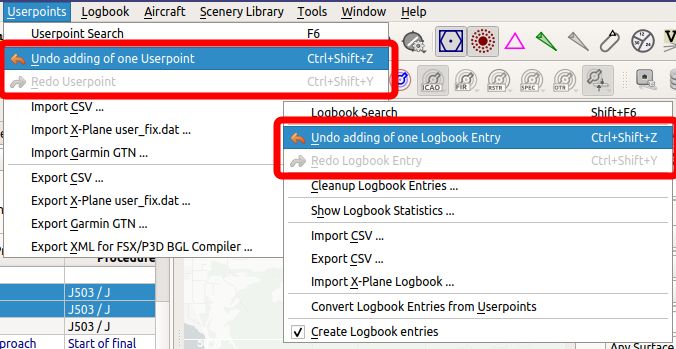 Userpoints Logbook Aircraft Scenery Library Tools Window Help
Userpoint Search F6
Undo adding of one Userpoint Ctrl+Shift+Z
Redo Userpoint Ctrl+Shift+Y
Import CSV ...
Import X-Plane user_fix.dat ...
Import Garmin GTN ...
Export CSV ...
Export X-Plane user_fix.dat ...
Export Garmin GTN ...
Export XML for FSX/P3D BGL Compiler ...
ICAO FIR RSTR SPEC OTR
Logbook Search Shift+F6
Undo adding of one Logbook Entry Ctrl+Shift+Z
Redo Logbook Entry Ctrl+Shift+Y
Cleanup Logbook Entries ...
Show Logbook Statistics ...
Import CSV ...
Export CSV ...
Import X-Plane Logbook ...
Convert Logbook Entries from Userpoints
Create Logbook entries
Procedure
J503 / J
J503 / J
J503 / J
proach Start of final
Any Surface